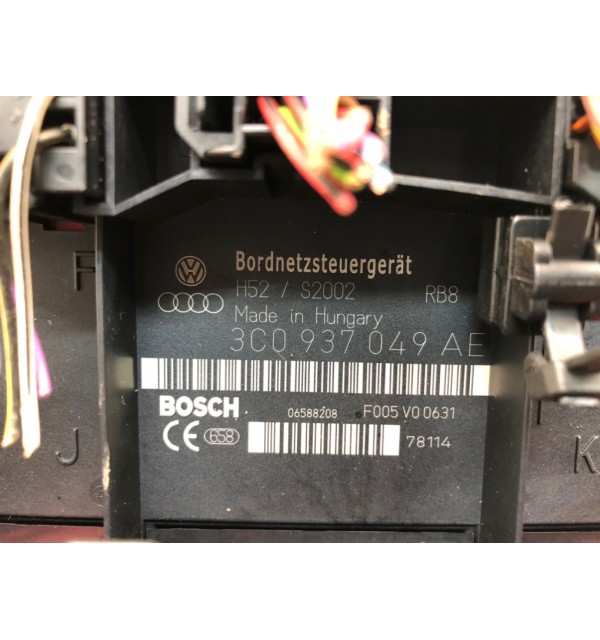 F
Bordnetzsteuergerät
H52 / S2002 RB8
Made in Hungary
3C0 937 049 AE
BOSCH 06588208 F005 V0 0631
CE 658 78114
J
K